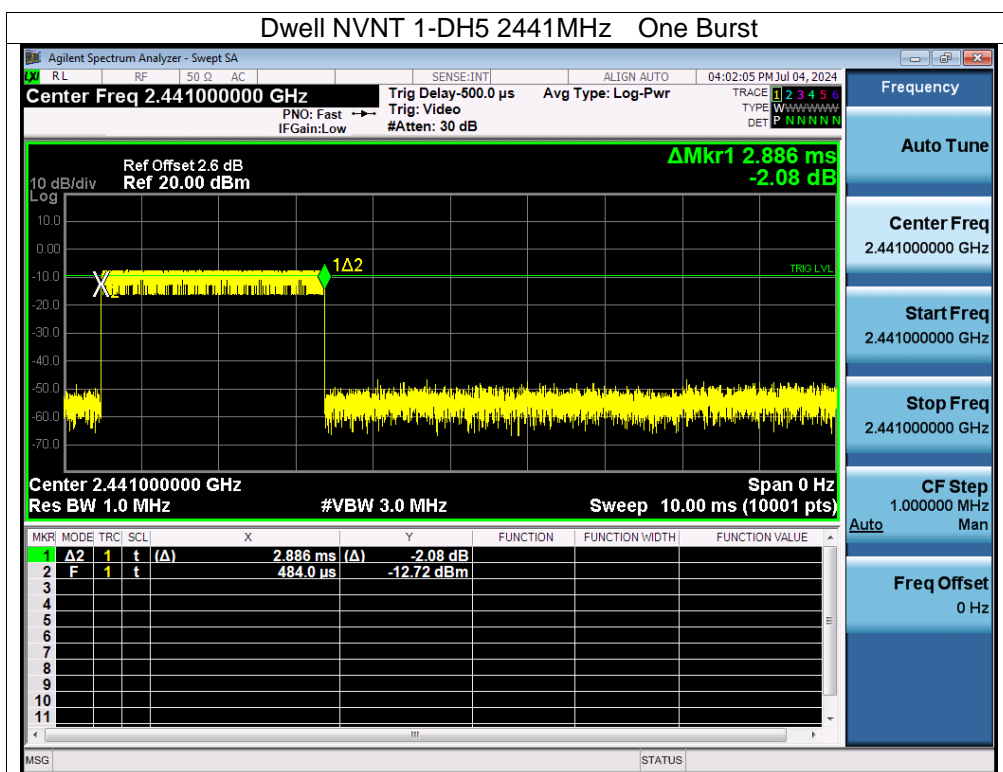 Dwell NVNT 1-DH5 2441MHz One Burst
Agilent Spectrum Analyzer - Swept SA
RL RF 50 Ω AC SENSE:INT ALIGN AUTO 04:02:05 PM Jul 04, 2024
Center Freq 2.441000000 GHz Trig Delay-500.0 µs Avg Type: Log-Pwr TRACE 1 2 3 4 5 6
PNO: Fast Trig: Video TYPE WWWWWW
IFGain:Low #Atten: 30 dB DET P N N N N N
Frequency
Auto Tune
Center Freq
2.441000000 GHz
Start Freq
2.441000000 GHz
Stop Freq
2.441000000 GHz
CF Step
1.000000 MHz
Auto Man
Freq Offset
0 Hz
ΔMkr1 2.886 ms
-2.08 dB
Ref Offset 2.6 dB
10 dB/div Ref 20.00 dBm
Log
10.0
0.00
-10.0
-20.0
-30.0
-40.0
-50.0
-60.0
-70.0
2
1Δ2
TRIG LVL
Center 2.441000000 GHz Span 0 Hz
Res BW 1.0 MHz #VBW 3.0 MHz Sweep 10.00 ms (10001 pts)
MKR MODE TRC SCL X Y FUNCTION FUNCTION WIDTH FUNCTION VALUE
1 Δ2 1 t (Δ) 2.886 ms (Δ) -2.08 dB
2 F 1 t 484.0 µs -12.72 dBm
3
4
5
6
7
8
9
10
11
MSG STATUS